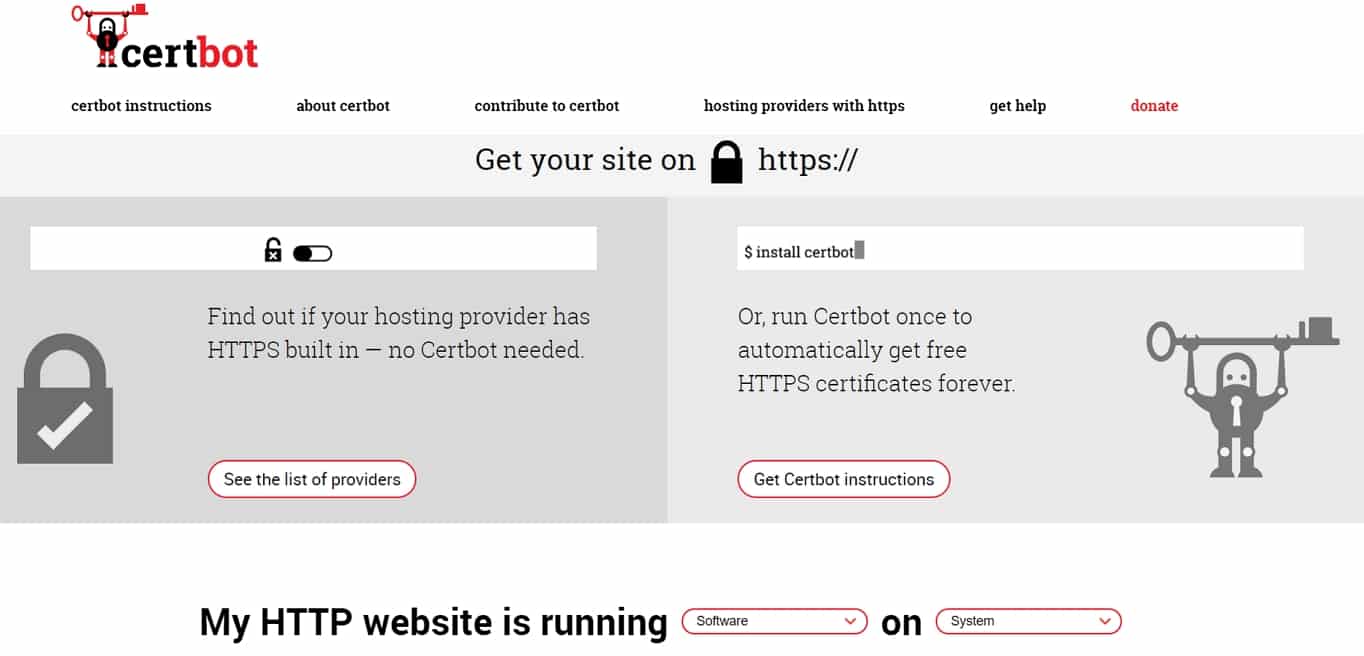 certbot
certbot instructions about certbot contribute to certbot hosting providers with https get help donate
Get your site on https://
$ install certbot
Find out if your hosting provider has
HTTPS built in — no Certbot needed.
See the list of providers
Or, run Certbot once to
automatically get free
HTTPS certificates forever.
Get Certbot instructions
My HTTP website is running Software on System